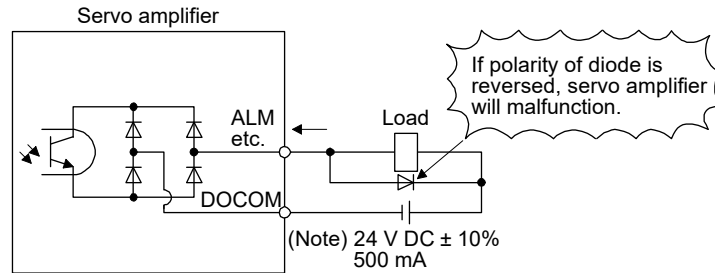 Servo amplifier
If polarity of diode is
reversed, servo amplifier
will malfunction.
ALM
etc.
Load
DOCOM
(Note) 24 V DC ± 10%
500 mA